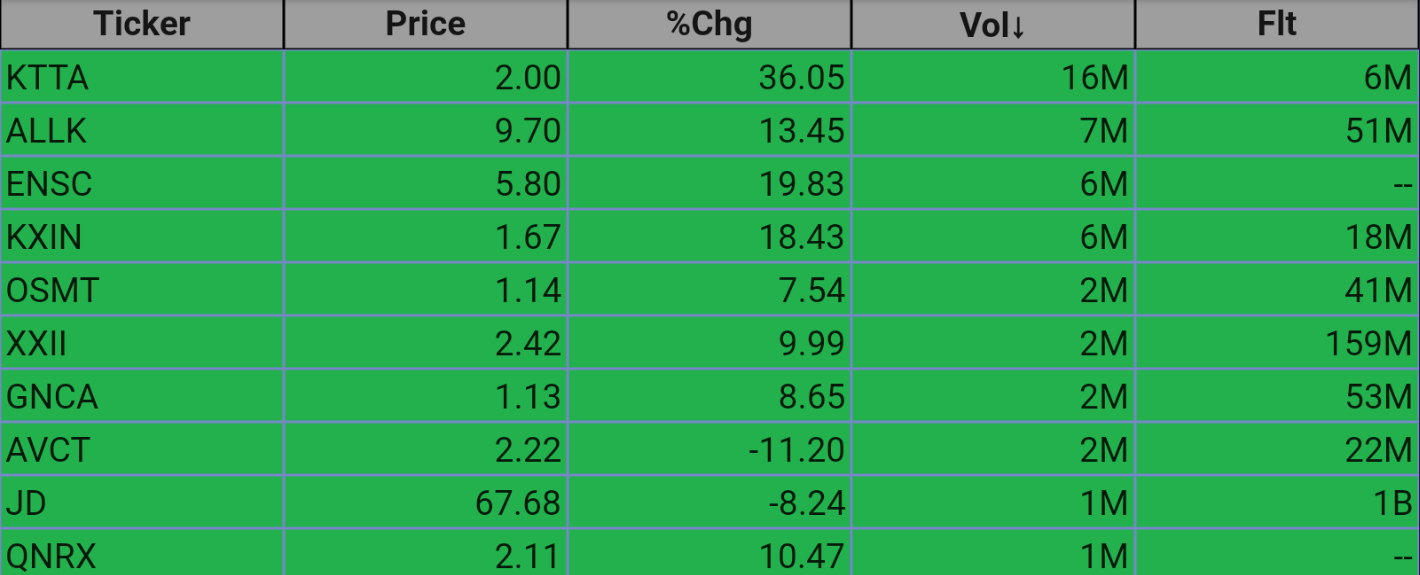 Ticker Price %Chg Vol↓ Flt
KTTA 2.00 36.05 16M 6M
ALLK 9.70 13.45 7M 51M
ENSC 5.80 19.83 6M --
KXIN 1.67 18.43 6M 18M
OSMT 1.14 7.54 2M 41M
XXII 2.42 9.99 2M 159M
GNCA 1.13 8.65 2M 53M
AVCT 2.22 -11.20 2M 22M
JD 67.68 -8.24 1M 1B
QNRX 2.11 10.47 1M --